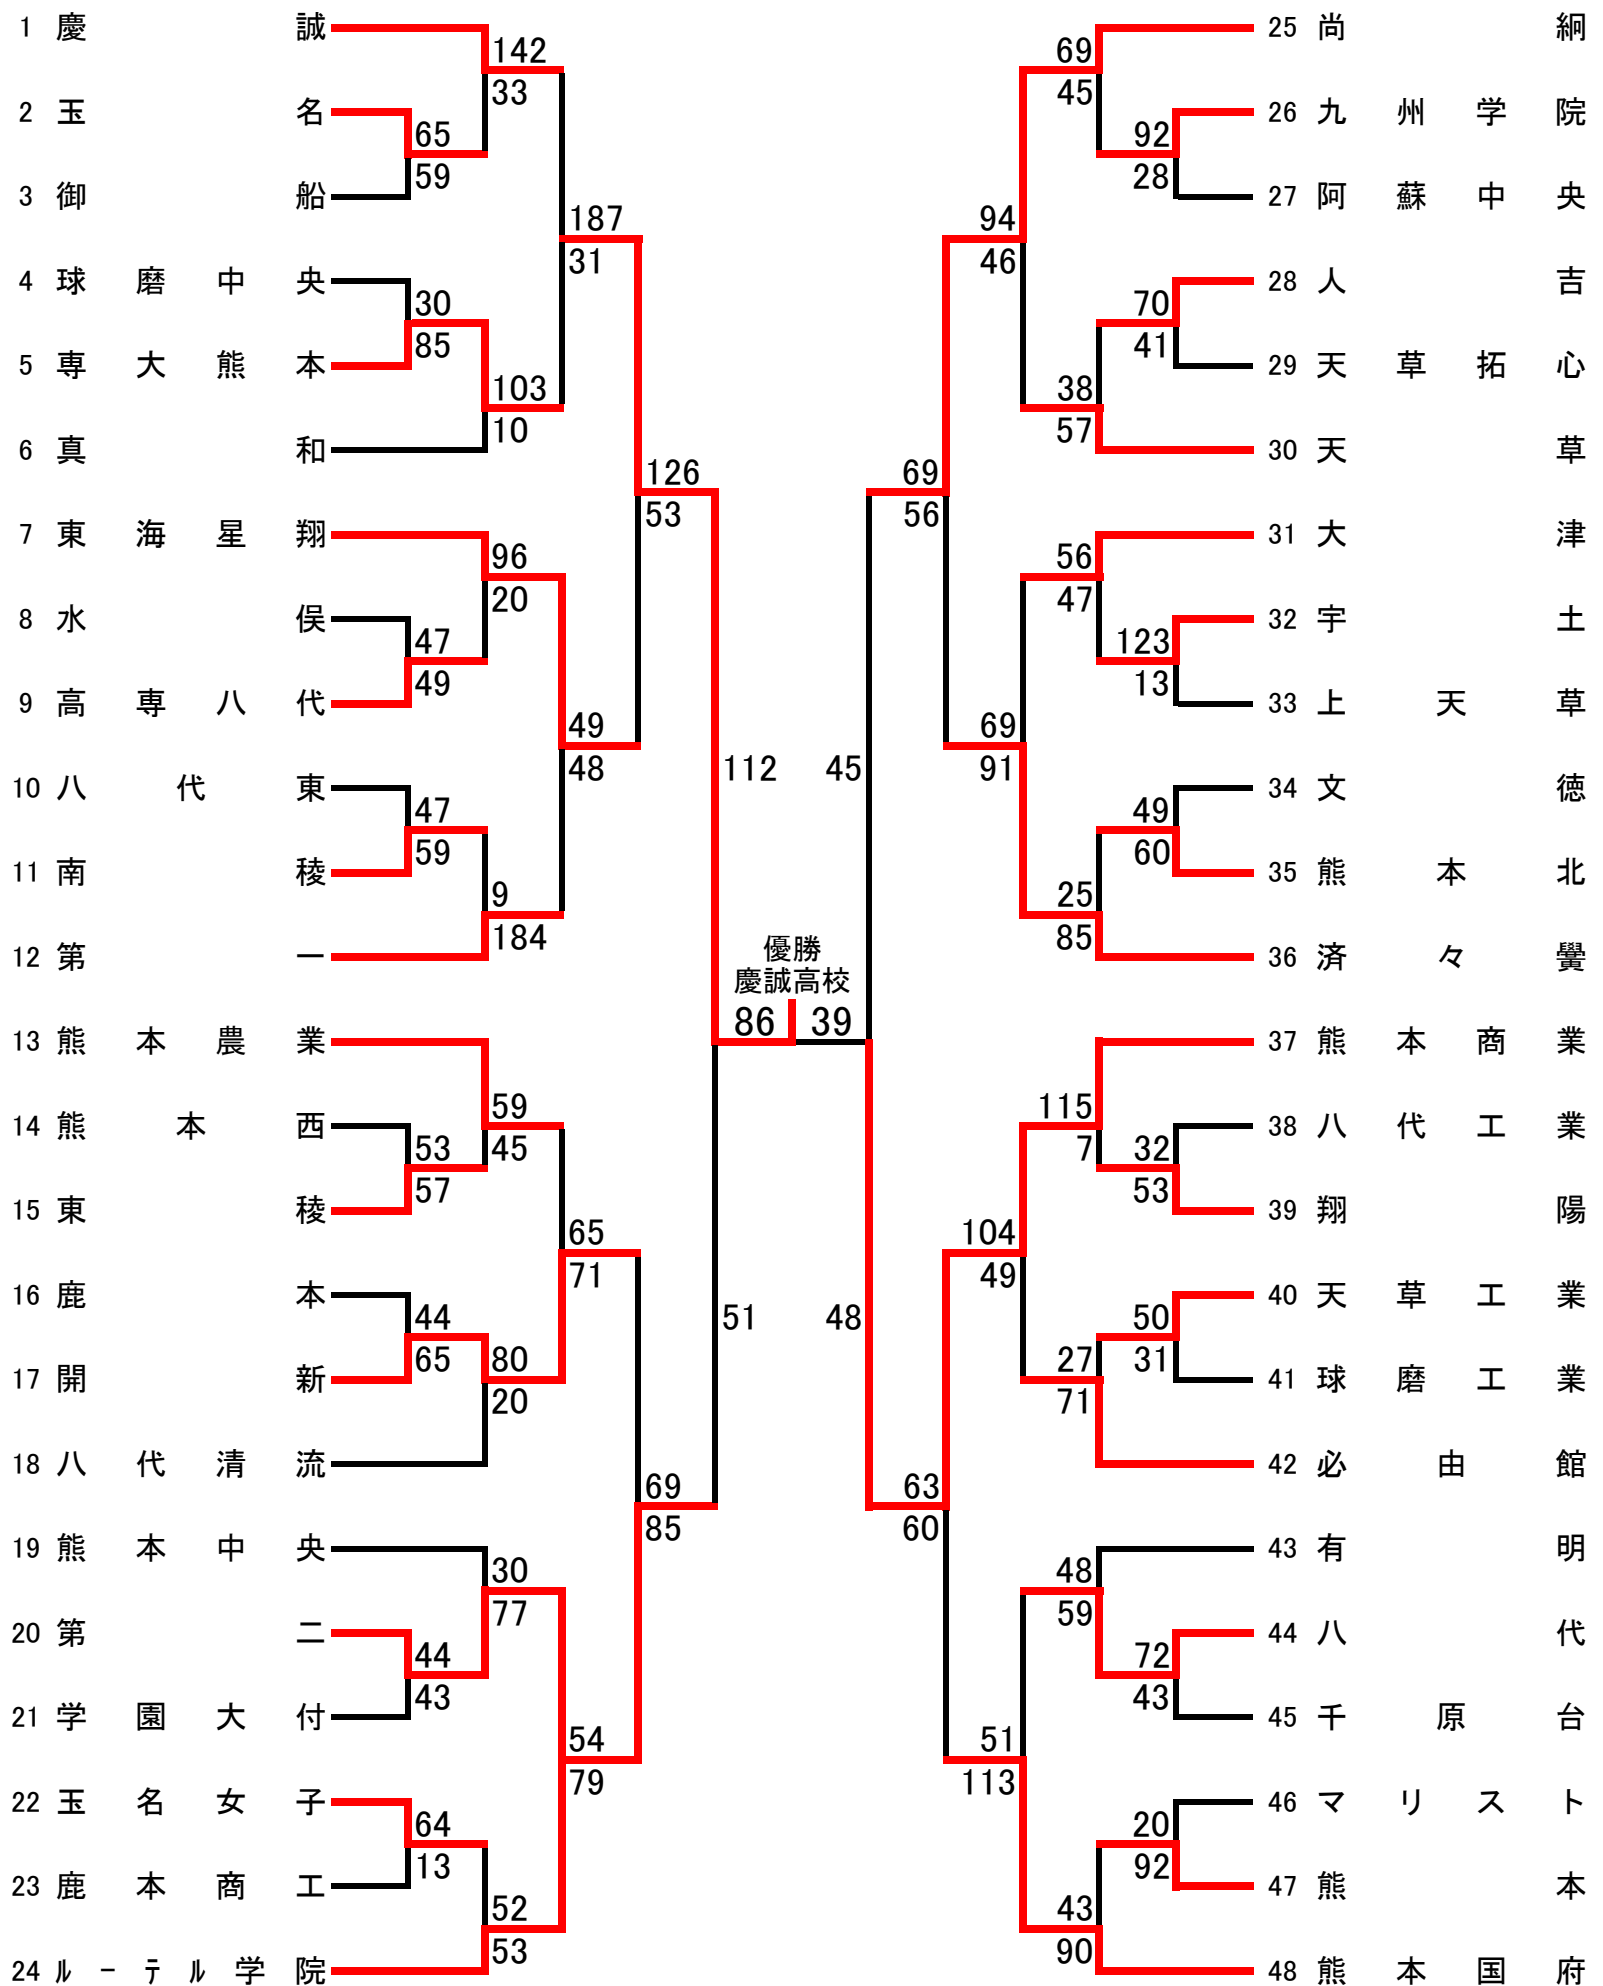 1 慶誠
2 玉名
3 御船
4 球磨中央
5 専大熊本
6 真和
7 東海星翔
8 水俣
9 高専八代
10 八代東
11 南稜
12 第一
13 熊本農業
14 熊本西
15 東稜
16 鹿本
17 開新
18 八代清流
19 熊本中央
20 第二
21 学園大付
22 玉名女子
23 鹿本商工
24 ルーテル学院
65
59
30
85
47
49
47
59
53
57
44
65
44
43
64
13
142
33
103
10
96
20
9
184
59
45
80
20
30
77
52
53
187
31
49
48
65
71
54
79
126
53
69
85
112
51
優勝
慶誠高校
86 39
45
48
69
56
63
60
94
46
69
91
104
49
51
113
69
45
38
57
56
47
25
85
115
7
27
71
48
59
43
90
92
28
70
41
123
13
49
60
32
53
50
31
72
43
20
92
25 尚絅
26 九州学院
27 阿蘇中央
28 人吉
29 天草拓心
30 天草
31 大津
32 宇土
33 上天草
34 文徳
35 熊本北
36 済々黌
37 熊本商業
38 八代工業
39 翔陽
40 天草工業
41 球磨工業
42 必由館
43 有明
44 八代
45 千原台
46 マリスト
47 熊本
48 熊本国府